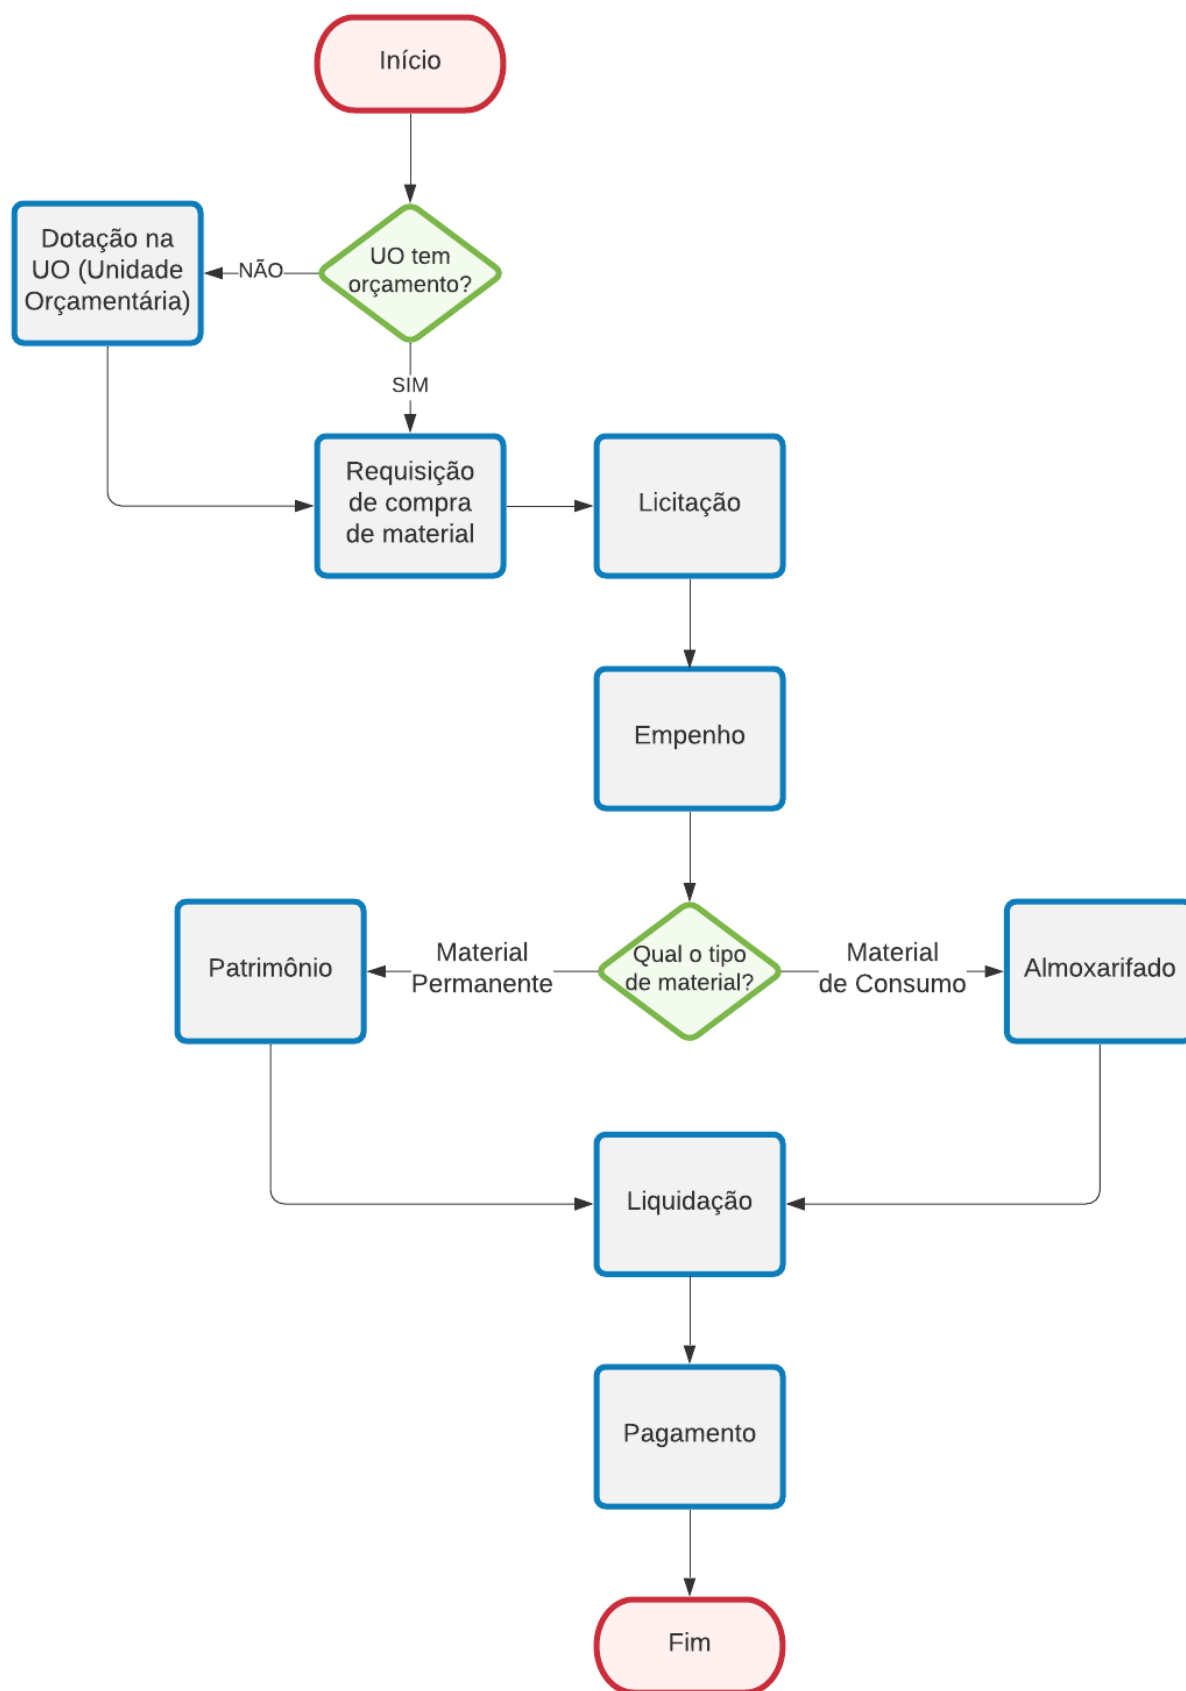 Início
UO tem
orçamento?
NÃO
Dotação na
UO (Unidade
Orçamentária)
SIM
Requisição
de compra
de material
Licitação
Empenho
Qual o tipo
de material?
Material
Permanente
Patrimônio
Material
de Consumo
Almoxarifado
Liquidação
Pagamento
Fim